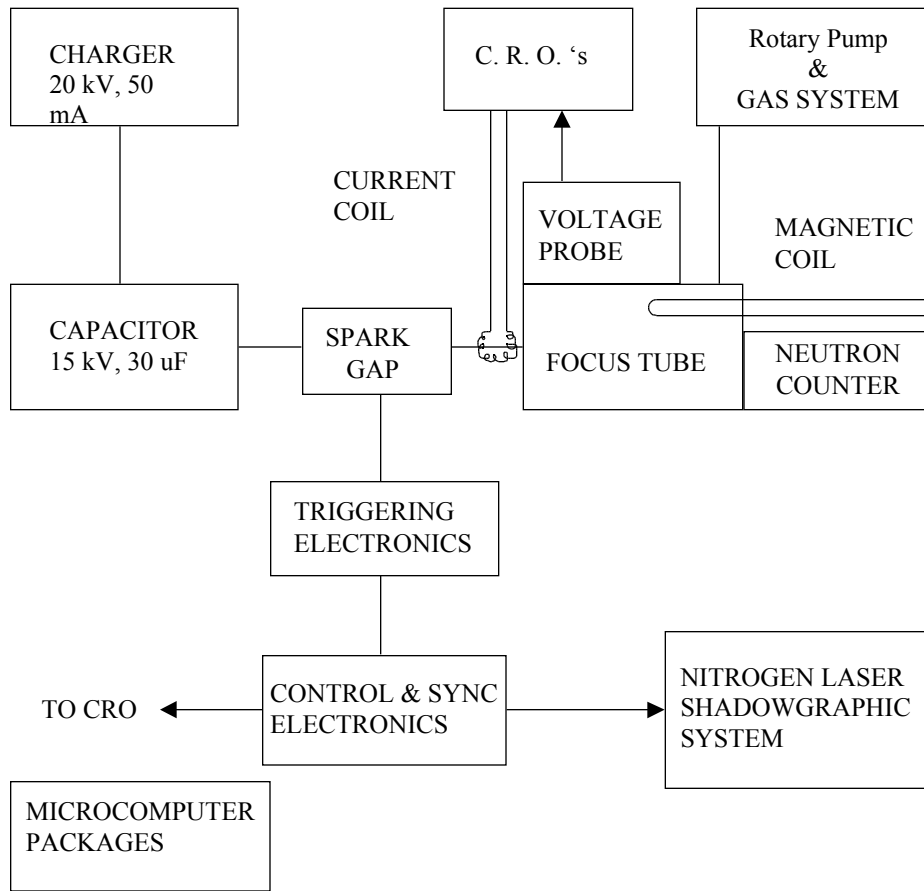 CHARGER
20 kV, 50
mA
C. R. O. ‘s
Rotary Pump
&
GAS SYSTEM
CURRENT
COIL
VOLTAGE
PROBE
MAGNETIC
COIL
CAPACITOR
15 kV, 30 uF
SPARK
GAP
FOCUS TUBE
NEUTRON
COUNTER
TRIGGERING
ELECTRONICS
TO CRO
CONTROL & SYNC
ELECTRONICS
NITROGEN LASER
SHADOWGRAPHIC
SYSTEM
MICROCOMPUTER
PACKAGES